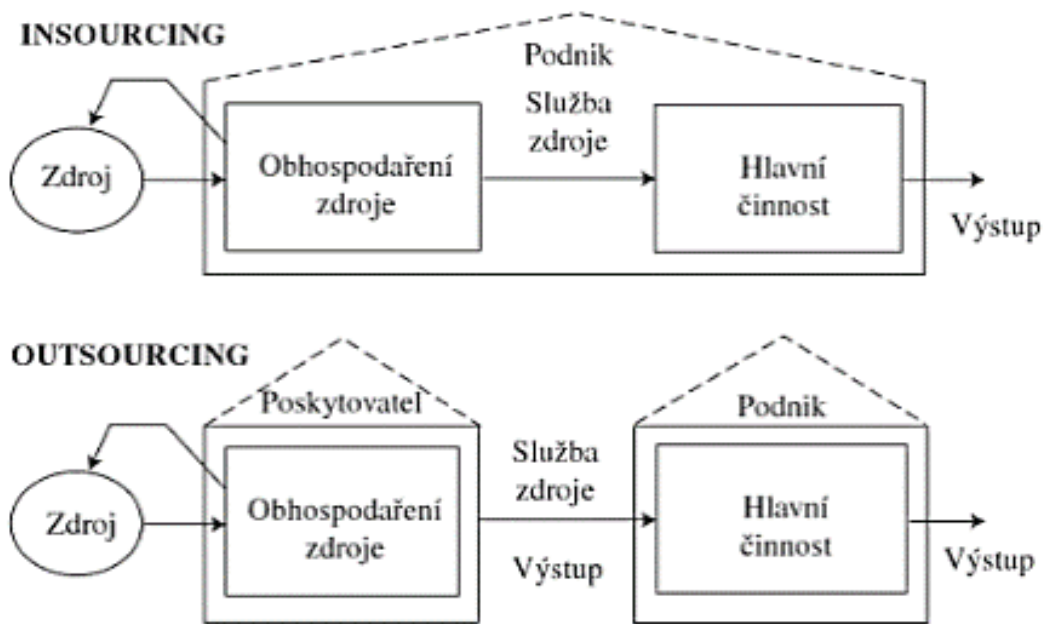 INSOURCING
Podnik
Služba
zdroje
Zdroj
Obhospodaření
zdroje
Hlavní
činnost
Výstup
OUTSOURCING
Poskytovatel
Podnik
Služba
zdroje
Zdroj
Obhospodaření
zdroje
Výstup
Hlavní
činnost
Výstup